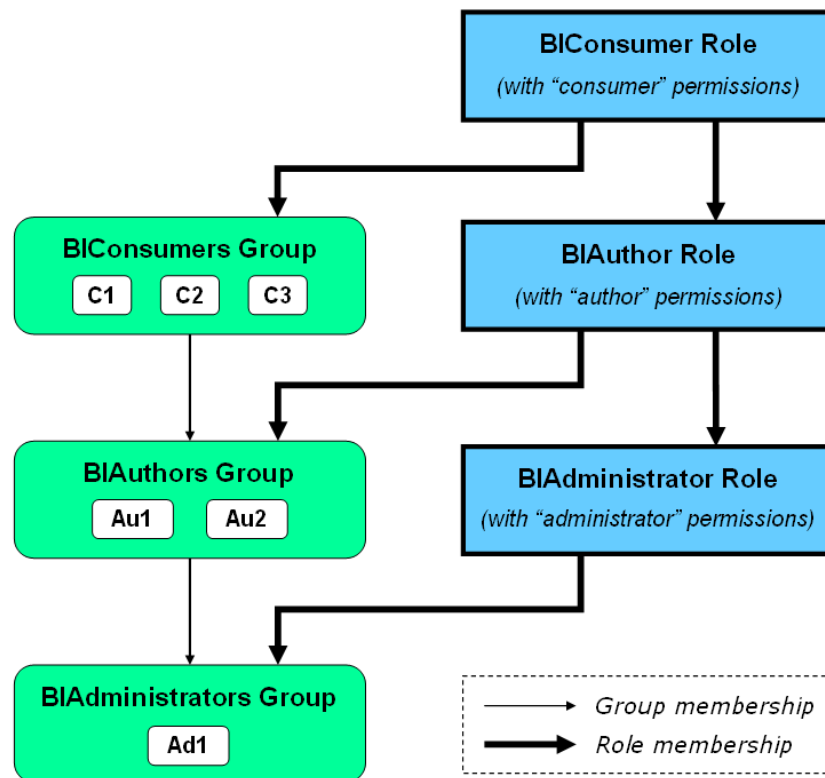 BIConsumer Role
(with “consumer” permissions)
BIConsumers Group
C1 C2 C3
BIAuthor Role
(with “author” permissions)
BIAuthors Group
Au1 Au2
BIAdministrator Role
(with “administrator” permissions)
BIAdministrators Group
Ad1
Group membership
Role membership